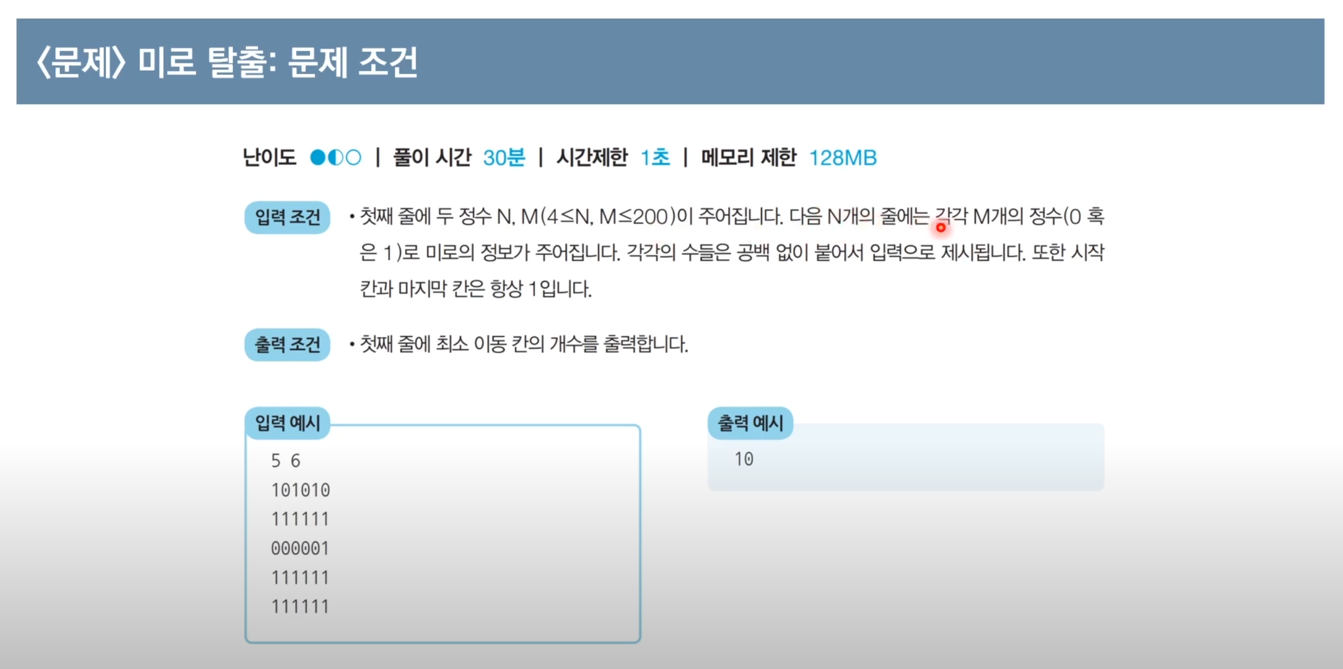 <문제> 미로 탈출: 문제 조건
난이도 | 풀이 시간 30분 | 시간제한 1초 | 메모리 제한 128MB
입력 조건 • 첫째 줄에 두 정수 N, M(4≤N, M≤200)이 주어집니다. 다음 N개의 줄에는 각각 M개의 정수(0 혹
은 1)로 미로의 정보가 주어집니다. 각각의 수들은 공백 없이 붙어서 입력으로 제시됩니다. 또한 시작
칸과 마지막 칸은 항상 1입니다.
출력 조건 • 첫째 줄에 최소 이동 칸의 개수를 출력합니다.
입력 예시
5 6
101010
111111
000001
111111
111111
출력 예시
10